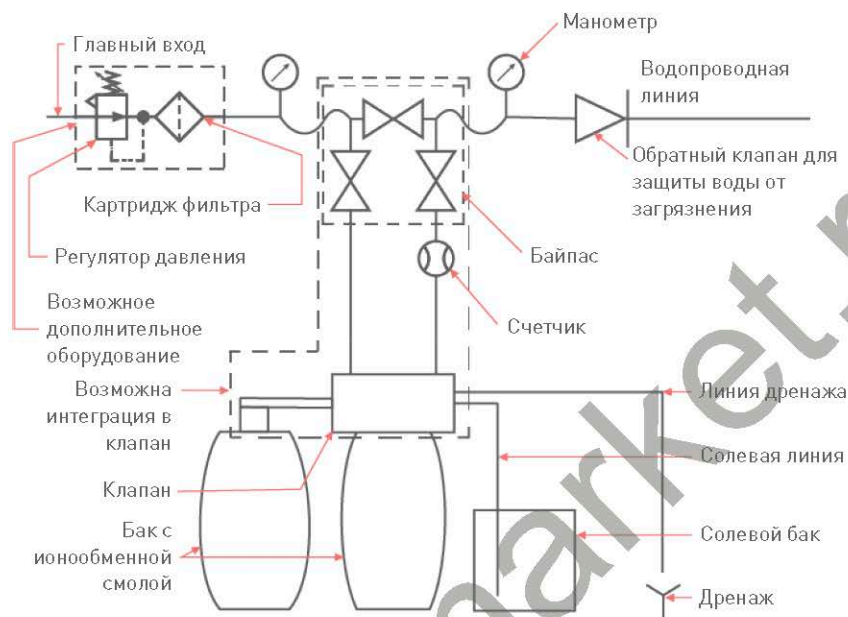 Главный вход
Манометр
Водопроводная
линия
Обратный клапан для
защиты воды от
загрязнения
Картридж фильтра
Регулятор давления
Байпас
Возможное
дополнительное
оборудование
Счетчик
Возможна
интеграция в
клапан
Линия дренажа
Солевая линия
Клапан
Бак с
ионообменной
смолой
Солевой бак
Дренаж